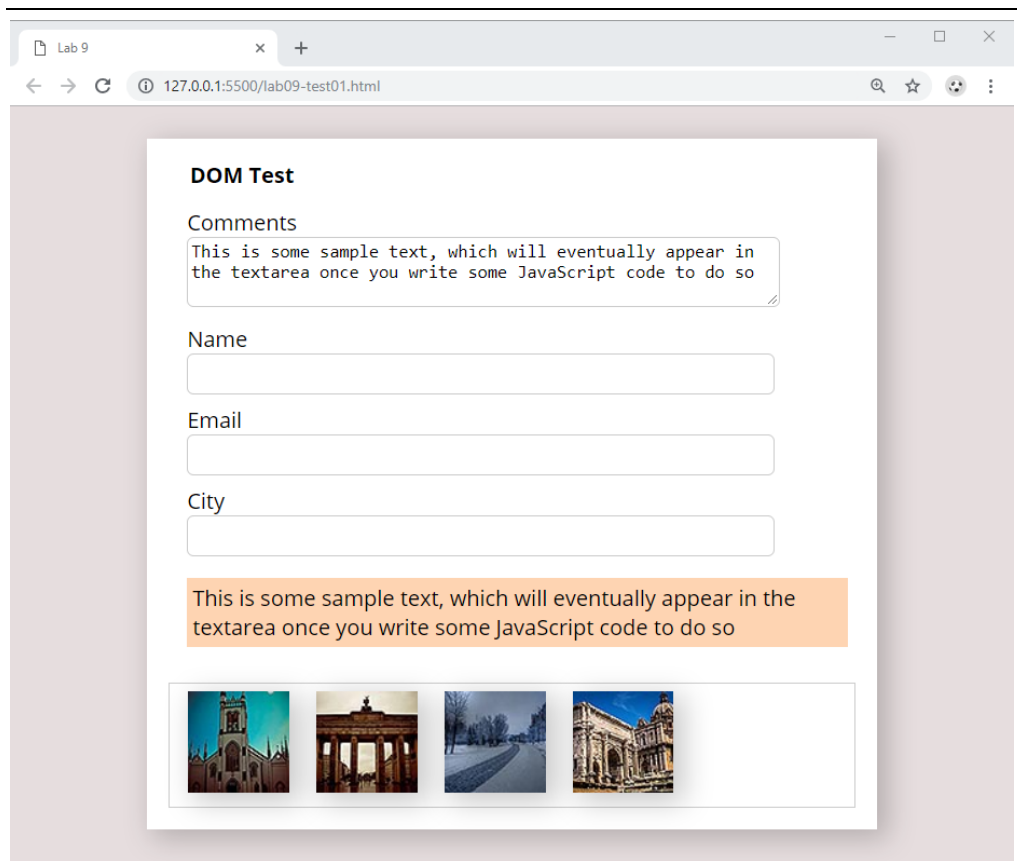 Lab 9
127.0.0.1:5500/lab09-test01.html
DOM Test
Comments
This is some sample text, which will eventually appear in
the textarea once you write some JavaScript code to do so
Name
Email
City
This is some sample text, which will eventually appear in the
textarea once you write some JavaScript code to do so